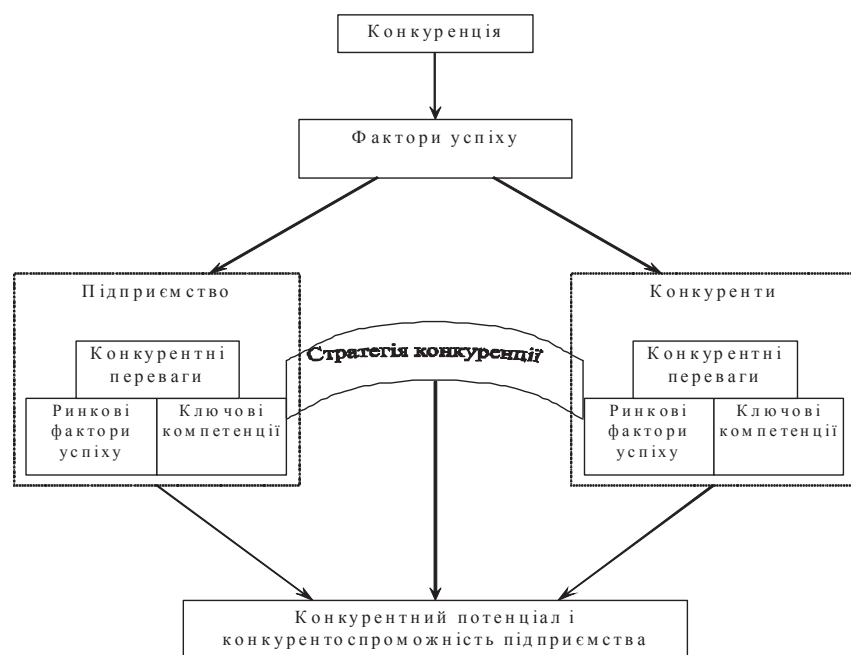 Конкуренція
Фактори успіху
Підприємство
Конкурентні
переваги
Ринкові
фактори
успіху
Ключові
компетенції
Стратегія конкуренції
Конкуренти
Конкурентні
переваги
Ринкові
фактори
успіху
Ключові
компетенції
Конкурентний потенціал і
конкурентоспроможність підприємства